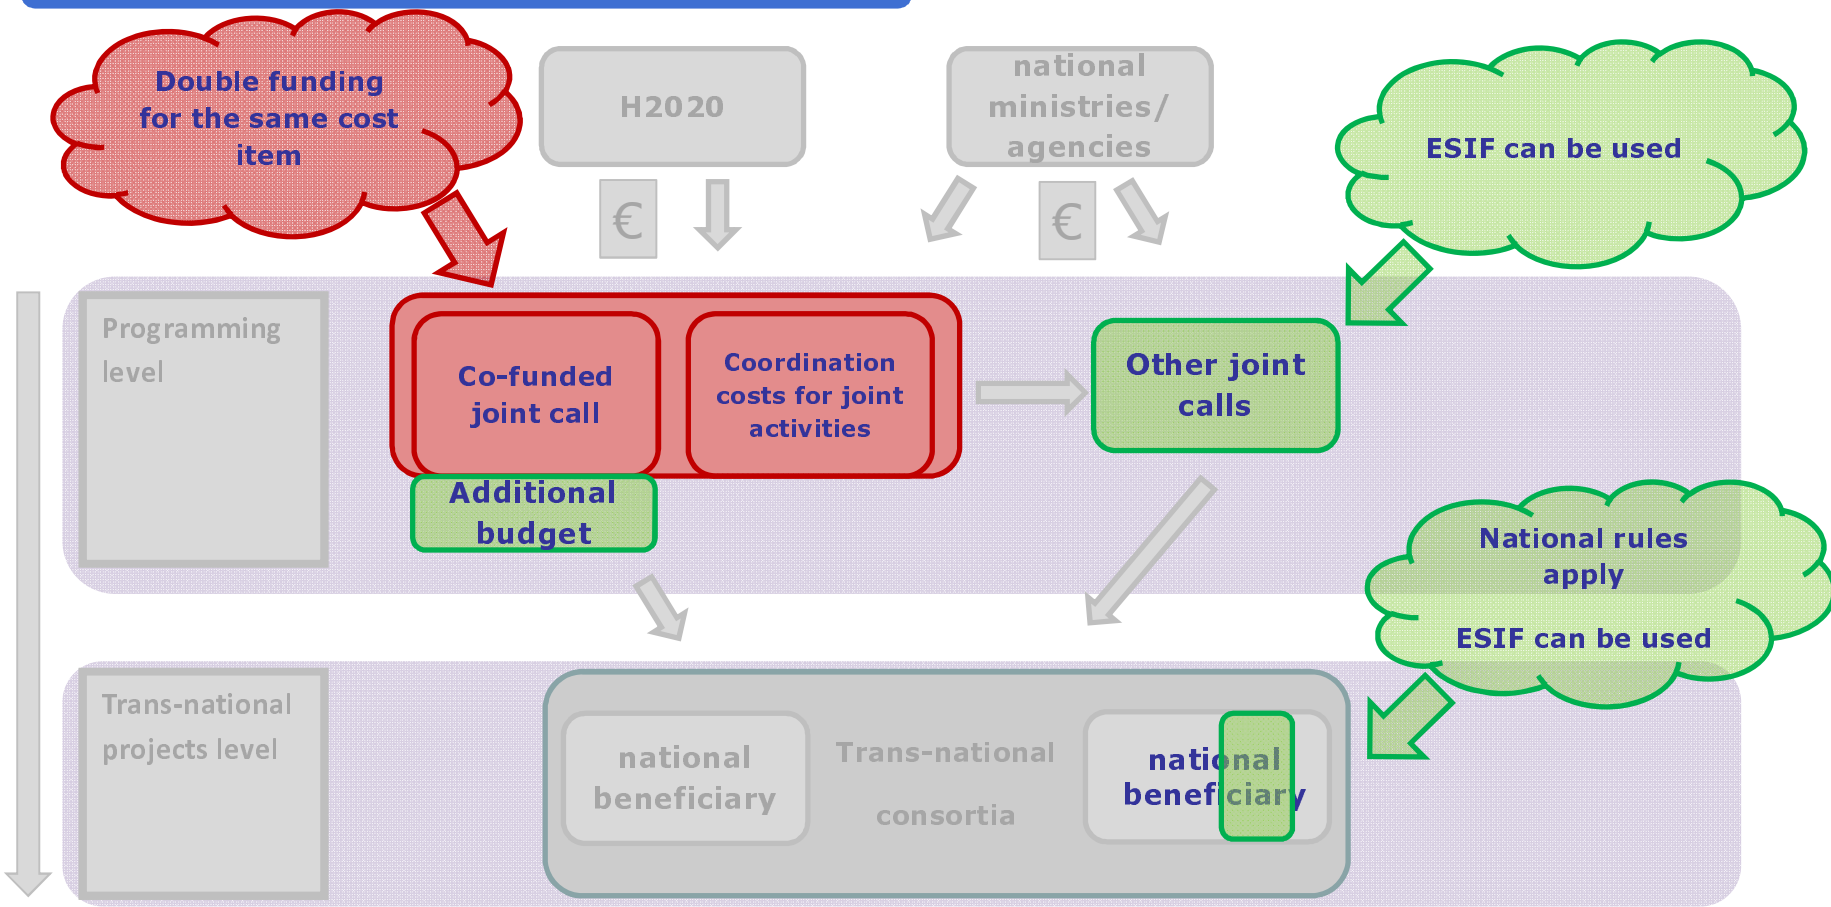 Double funding
for the same cost
item
H2020
national
ministries/
agencies
ESIF can be used
€
€
Programming
level
Co-funded
joint call
Coordination
costs for joint
activities
Other joint
calls
Additional
budget
National rules
apply
ESIF can be used
Trans-national
projects level
national
beneficiary
Trans-national
consortia
national
beneficiary